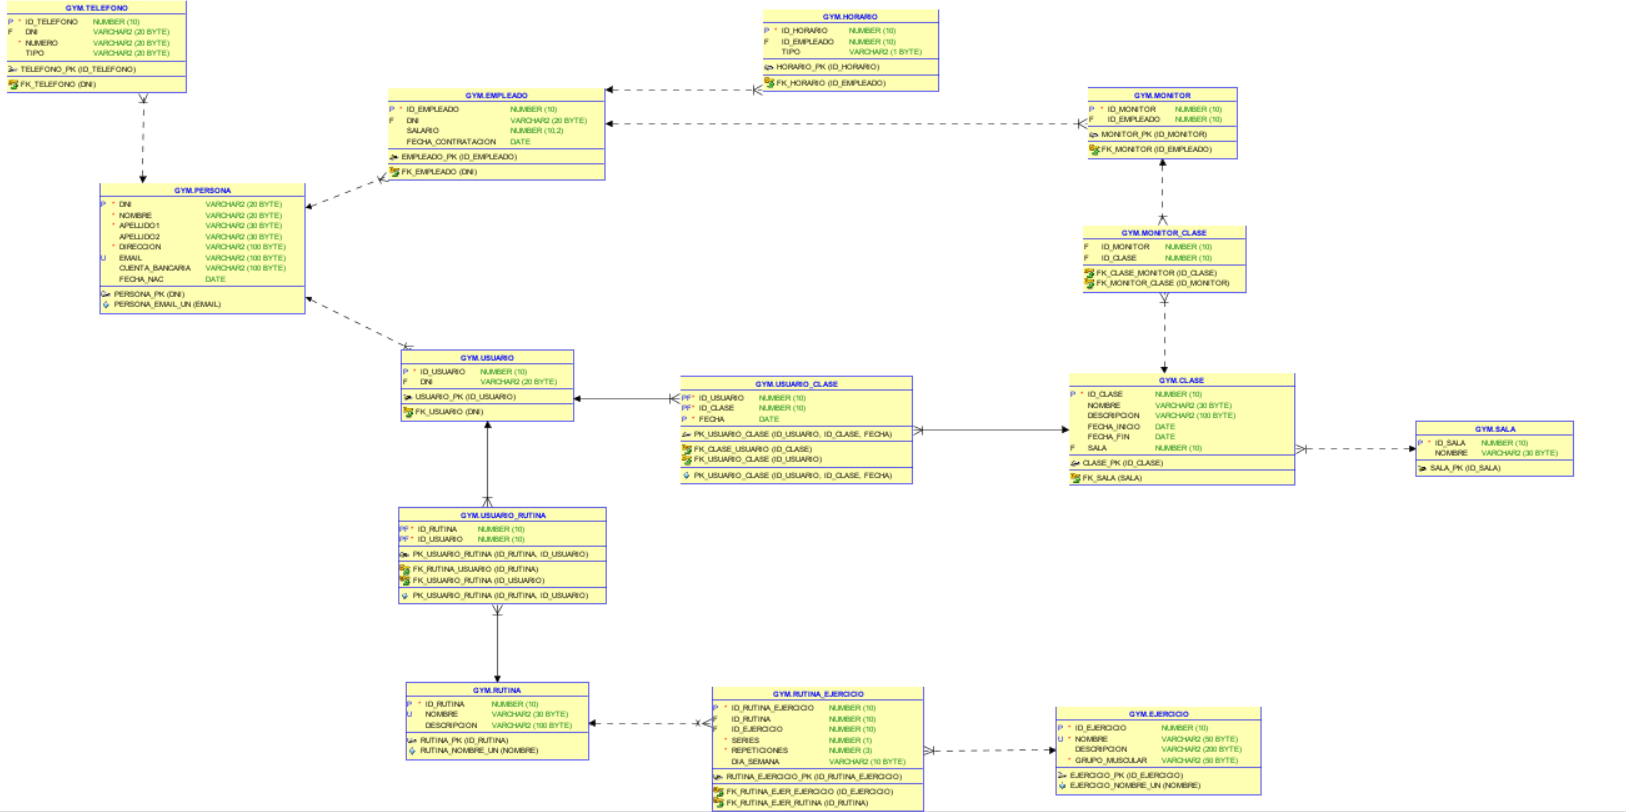 GYM.TELEFONO
P * ID_TELEFONO NUMBER (10)
F DNI VARCHAR2 (20 BYTE)
* NUMERO VARCHAR2 (20 BYTE)
TIPO VARCHAR2 (20 BYTE)
TELEFONO_PK (ID_TELEFONO)
FK_TELEFONO (DNI)
GYM.HORARIO
P * ID_HORARIO NUMBER (10)
F ID_EMPLEADO NUMBER (10)
TIPO VARCHAR2 (1 BYTE)
HORARIO_PK (ID_HORARIO)
FK_HORARIO (ID_EMPLEADO)
GYM.EMPLEADO
P * ID_EMPLEADO NUMBER (10)
F DNI VARCHAR2 (20 BYTE)
SALARIO NUMBER (10,2)
FECHA_CONTRATACION DATE
EMPLEADO_PK (ID_EMPLEADO)
FK_EMPLEADO (DNI)
GYM.MONITOR
P * ID_MONITOR NUMBER (10)
F ID_EMPLEADO NUMBER (10)
MONITOR_PK (ID_MONITOR)
FK_MONITOR (ID_EMPLEADO)
GYM.PERSONA
P * DNI VARCHAR2 (20 BYTE)
* NOMBRE VARCHAR2 (20 BYTE)
* APELLIDO1 VARCHAR2 (30 BYTE)
APELLIDO2 VARCHAR2 (30 BYTE)
* DIRECCION VARCHAR2 (100 BYTE)
U EMAIL VARCHAR2 (100 BYTE)
CUENTA_BANCARIA VARCHAR2 (100 BYTE)
FECHA_NAC DATE
PERSONA_PK (DNI)
PERSONA_EMAIL_UN (EMAIL)
GYM.MONITOR_CLASE
F ID_MONITOR NUMBER (10)
F ID_CLASE NUMBER (10)
FK_CLASE_MONITOR (ID_CLASE)
FK_MONITOR_CLASE (ID_MONITOR)
GYM.USUARIO
P * ID_USUARIO NUMBER (10)
F DNI VARCHAR2 (20 BYTE)
USUARIO_PK (ID_USUARIO)
FK_USUARIO (DNI)
GYM.USUARIO_CLASE
PF* ID_USUARIO NUMBER (10)
PF* ID_CLASE NUMBER (10)
P * FECHA DATE
PK_USUARIO_CLASE (ID_USUARIO, ID_CLASE, FECHA)
FK_CLASE_USUARIO (ID_CLASE)
FK_USUARIO_CLASE (ID_USUARIO)
PK_USUARIO_CLASE (ID_USUARIO, ID_CLASE, FECHA)
GYM.CLASE
P * ID_CLASE NUMBER (10)
NOMBRE VARCHAR2 (30 BYTE)
DESCRIPCION VARCHAR2 (100 BYTE)
FECHA_INICIO DATE
FECHA_FIN DATE
F SALA NUMBER (10)
CLASE_PK (ID_CLASE)
FK_SALA (SALA)
GYM.SALA
P * ID_SALA NUMBER (10)
NOMBRE VARCHAR2 (30 BYTE)
SALA_PK (ID_SALA)
GYM.USUARIO_RUTINA
PF* ID_RUTINA NUMBER (10)
PF* ID_USUARIO NUMBER (10)
PK_USUARIO_RUTINA (ID_RUTINA, ID_USUARIO)
FK_RUTINA_USUARIO (ID_RUTINA)
FK_USUARIO_RUTINA (ID_USUARIO)
PK_USUARIO_RUTINA (ID_RUTINA, ID_USUARIO)
GYM.RUTINA
P * ID_RUTINA NUMBER (10)
U NOMBRE VARCHAR2 (30 BYTE)
DESCRIPCION VARCHAR2 (100 BYTE)
RUTINA_PK (ID_RUTINA)
RUTINA_NOMBRE_UN (NOMBRE)
GYM.RUTINA_EJERCICIO
P * ID_RUTINA_EJERCICIO NUMBER (10)
F ID_RUTINA NUMBER (10)
F ID_EJERCICIO NUMBER (10)
* SERIES NUMBER (1)
* REPETICIONES NUMBER (3)
DIA_SEMANA VARCHAR2 (10 BYTE)
RUTINA_EJERCICIO_PK (ID_RUTINA_EJERCICIO)
FK_RUTINA_EJER_EJERCICIO (ID_EJERCICIO)
FK_RUTINA_EJER_RUTINA (ID_RUTINA)
GYM.EJERCICIO
P * ID_EJERCICIO NUMBER (10)
U * NOMBRE VARCHAR2 (50 BYTE)
DESCRIPCION VARCHAR2 (200 BYTE)
* GRUPO_MUSCULAR VARCHAR2 (50 BYTE)
EJERCICIO_PK (ID_EJERCICIO)
EJERCICIO_NOMBRE_UN (NOMBRE)